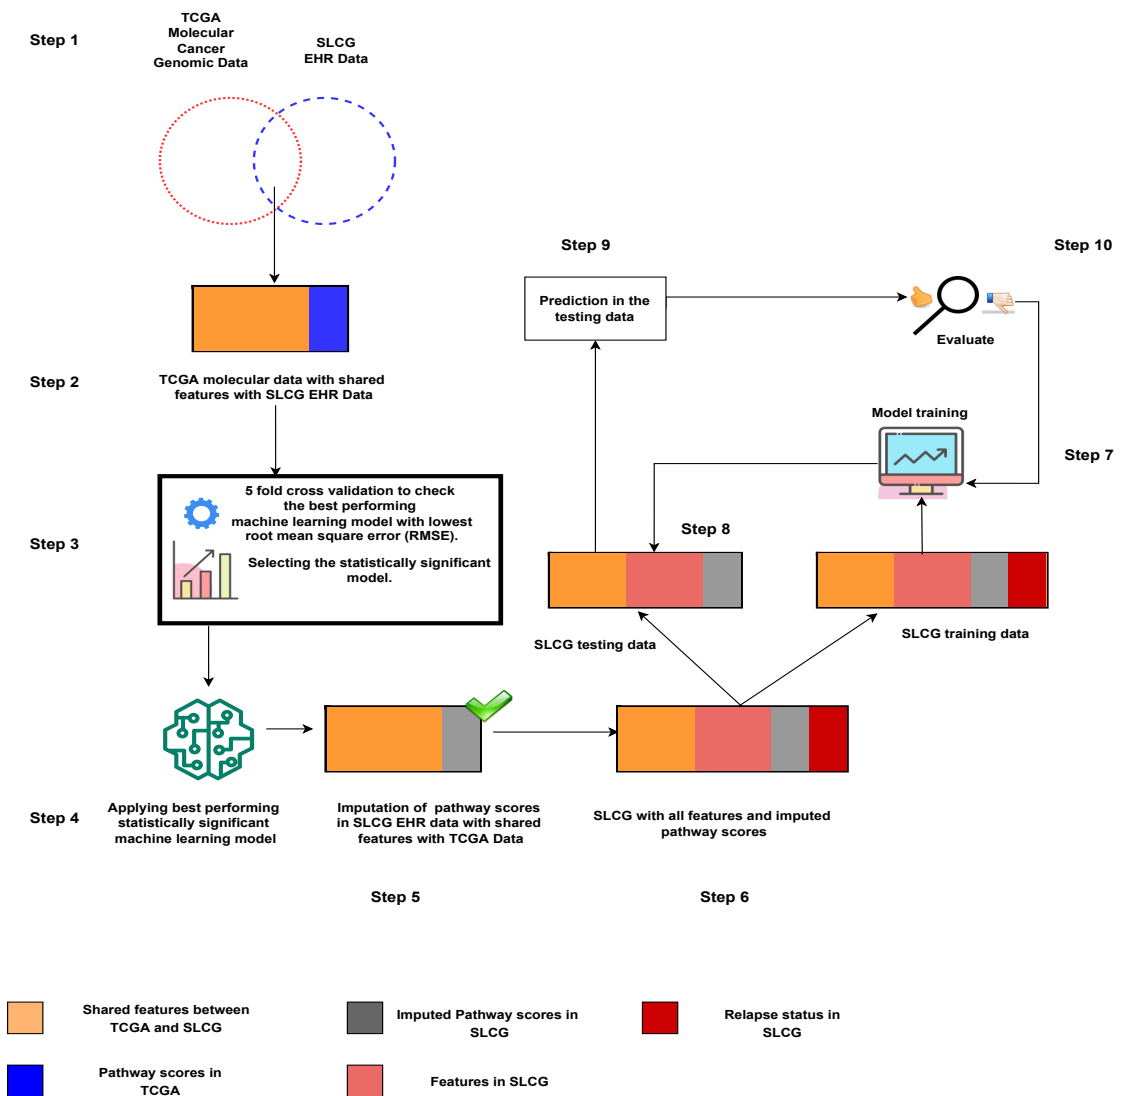 Step 1
TCGA
Molecular
Cancer
Genomic Data
SLCG
EHR Data
Step 2
TCGA molecular data with shared
features with SLCG EHR Data
Step 3
5 fold cross validation to check
the best performing
machine learning model with lowest
root mean square error (RMSE).
Selecting the statistically significant
model.
Step 4
Applying best performing
statistically significant
machine learning model
Imputation of pathway scores
in SLCG EHR data with shared
features with TCGA Data
Step 5
SLCG with all features and imputed
pathway scores
Step 6
Step 9
Prediction in the
testing data
Step 10
Evaluate
Model training
Step 7
Step 8
SLCG testing data
SLCG training data
Shared features between
TCGA and SLCG
Imputed Pathway scores in
SLCG
Relapse status in
SLCG
Pathway scores in
TCGA
Features in SLCG